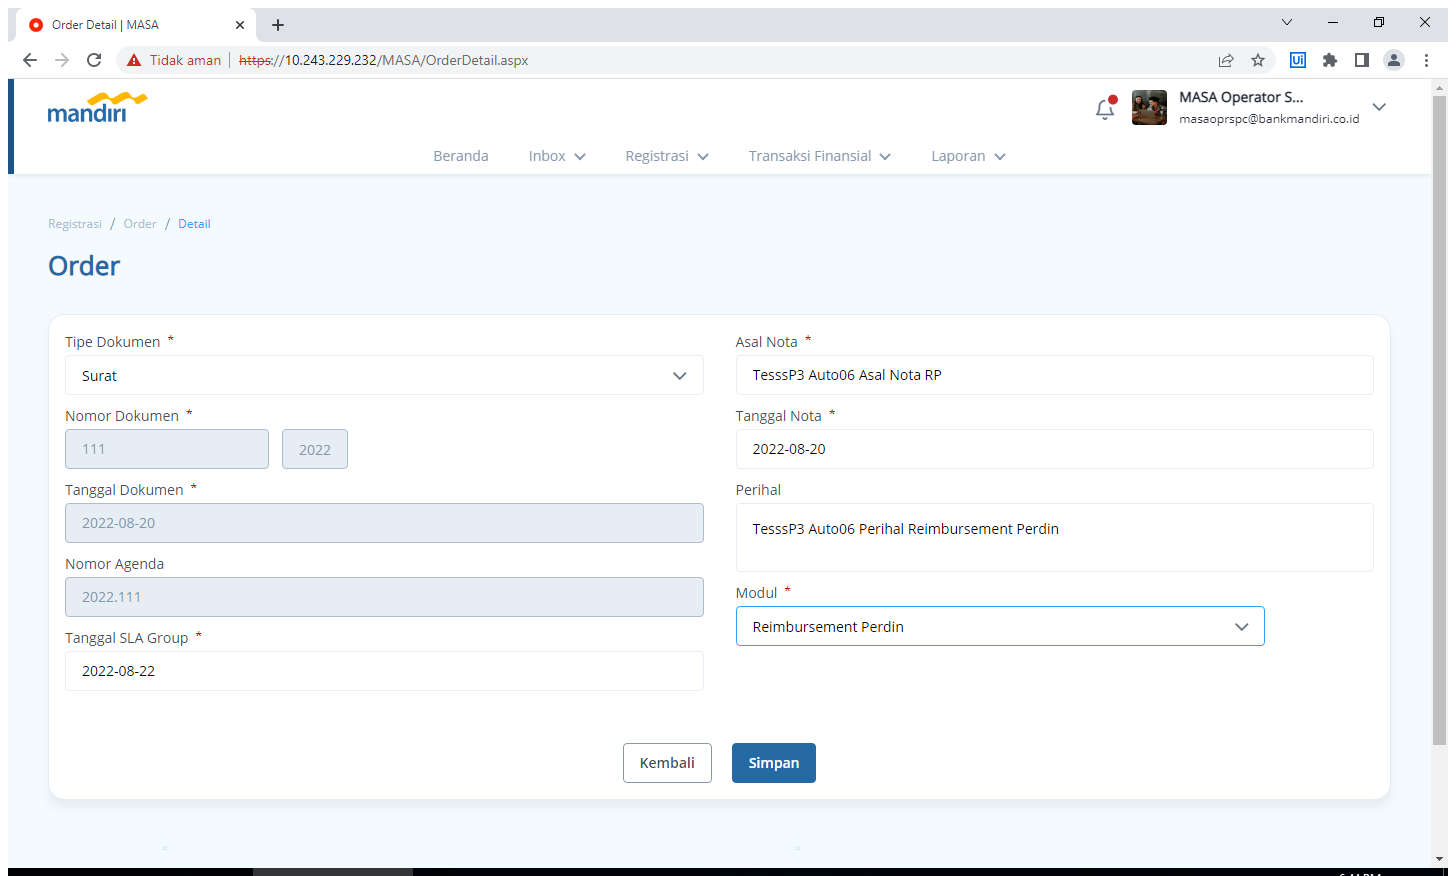 Order Detail | MASA
Tidak aman | https://10.243.229.232/MASA/OrderDetail.aspx
Ui
mandiri
MASA Operator S...
masaoprspc@bankmandiri.co.id
Beranda Inbox Registrasi Transaksi Finansial Laporan
Registrasi / Order / Detail
Order
Tipe Dokumen *
Surat
Nomor Dokumen *
111 2022
Tanggal Dokumen *
2022-08-20
Nomor Agenda
2022.111
Tanggal SLA Group *
2022-08-22
Asal Nota *
TesssP3 Auto06 Asal Nota RP
Tanggal Nota *
2022-08-20
Perihal
TesssP3 Auto06 Perihal Reimbursement Perdin
Modul *
Reimbursement Perdin
Kembali Simpan